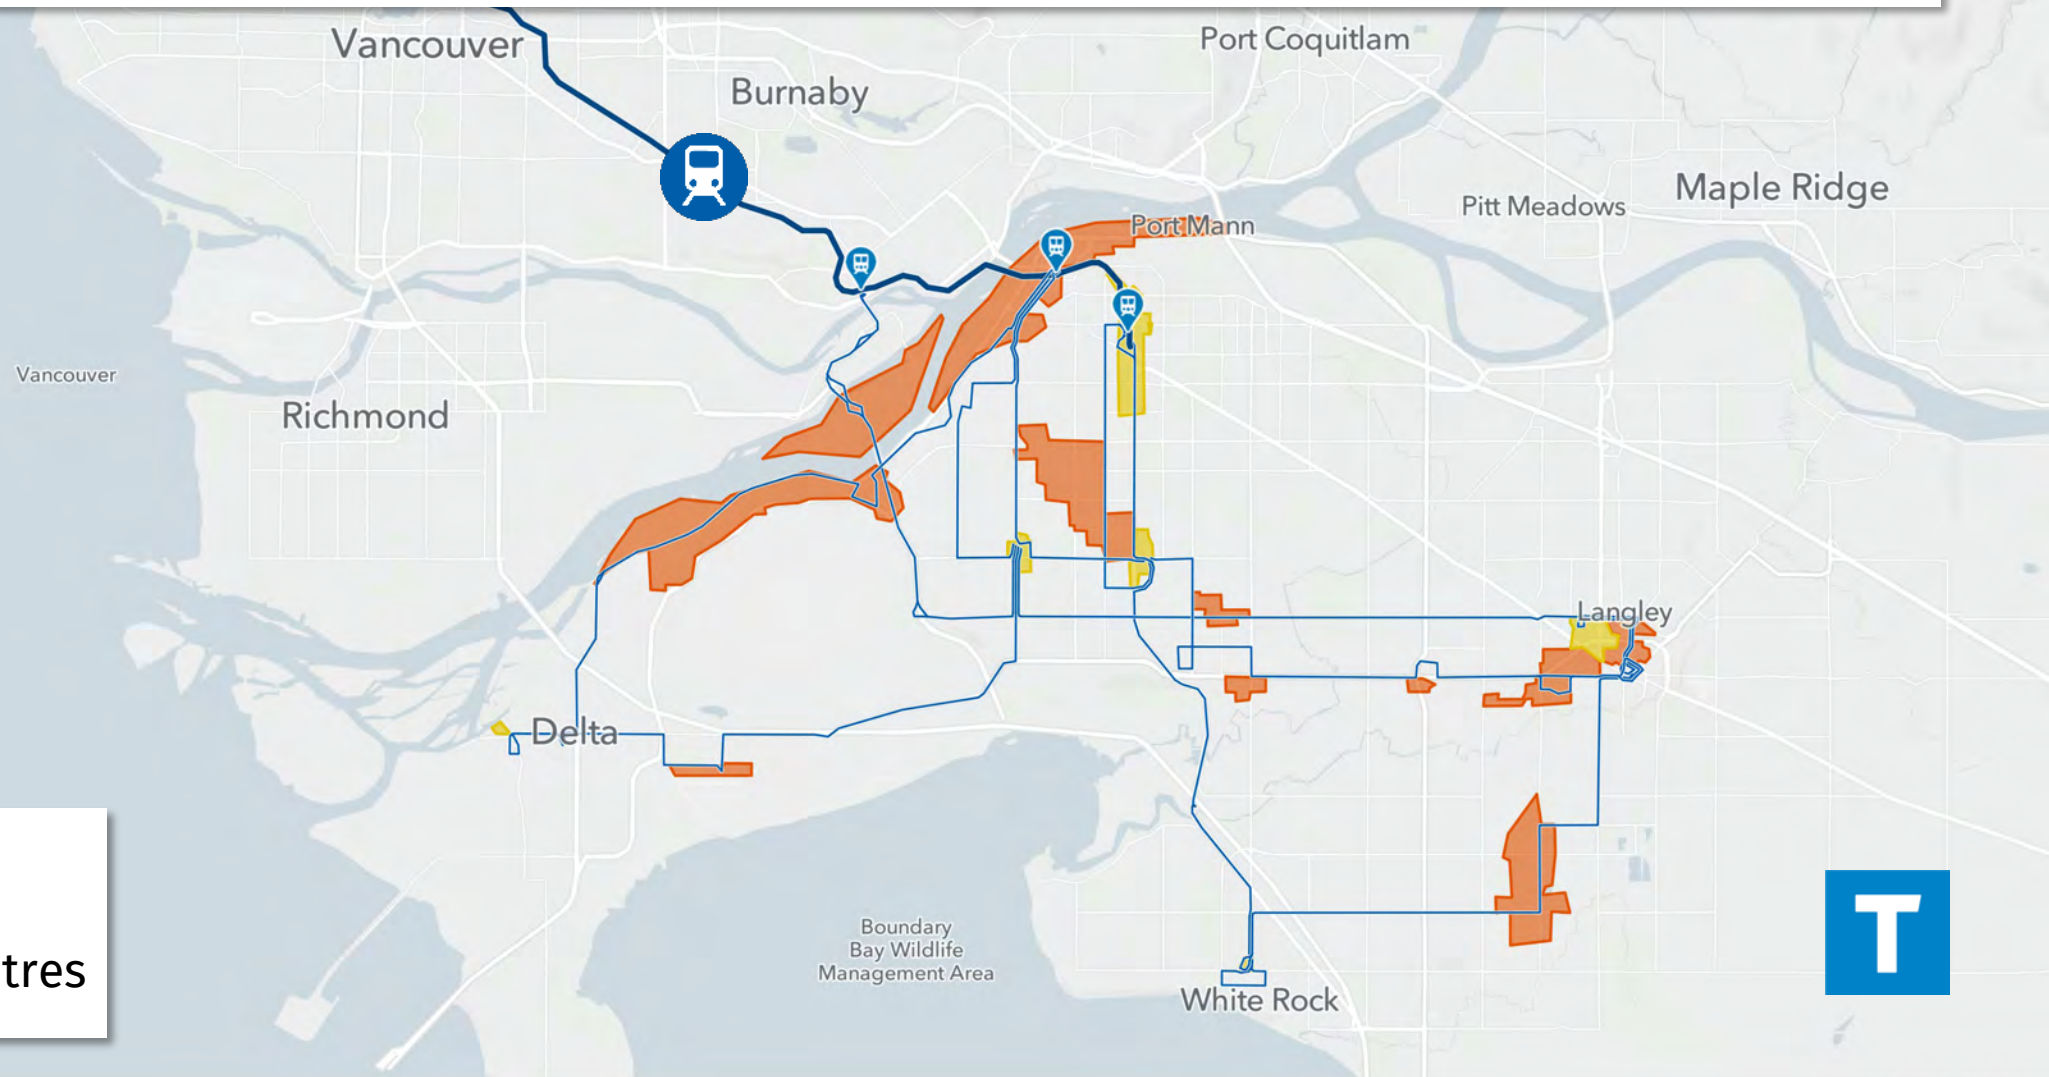 Vancouver
Port Coquitlam
Burnaby
Maple Ridge
Pitt Meadows
Port Mann
Vancouver
Richmond
Langley
Delta
Boundary
Bay Wildlife
Management Area
tres
White Rock
T